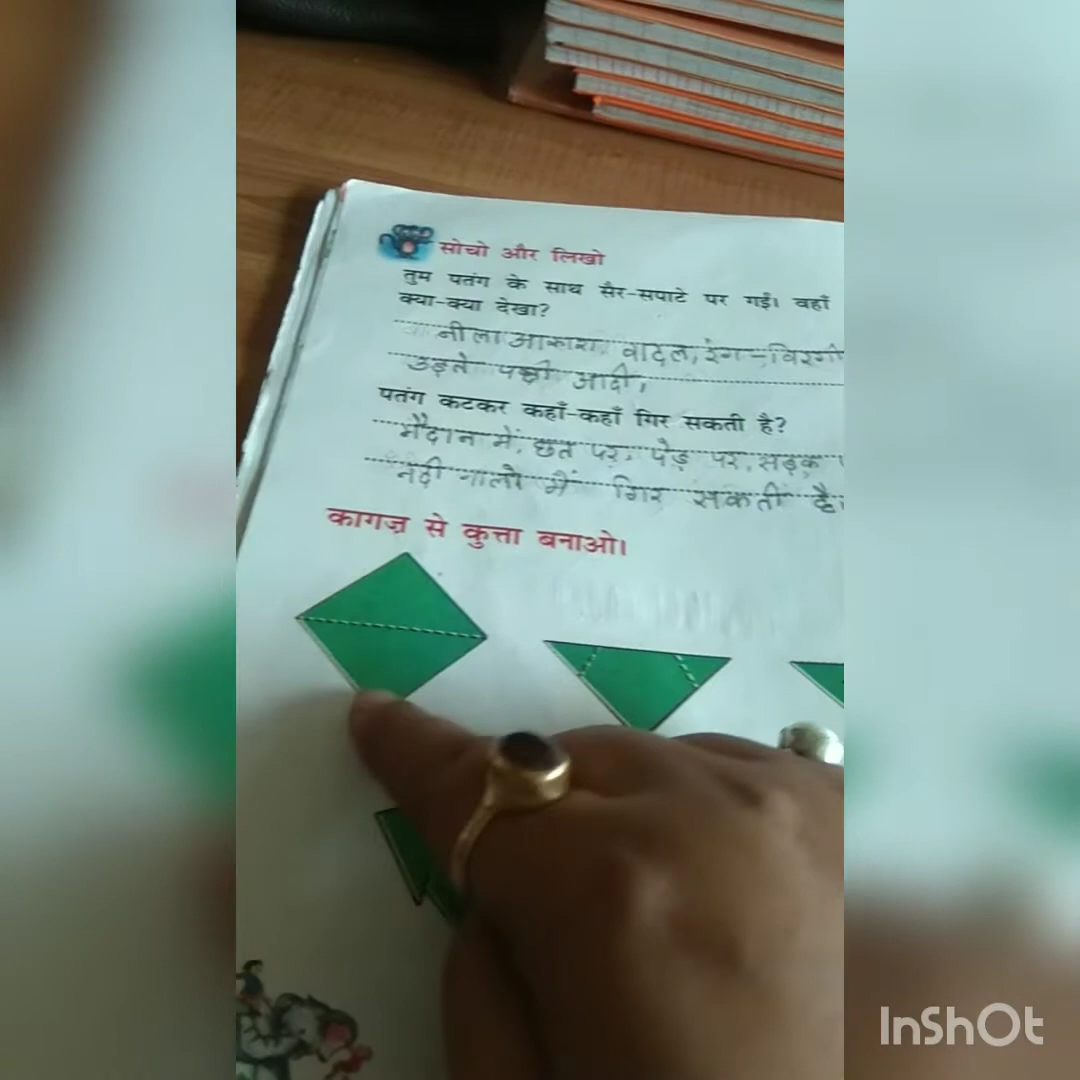 सोचो और लिखो
तुम पतंग के साथ सैर-सपाटे पर गईं। वहाँ
क्या-क्या देखा?
नीला आकाश बादल, रंग-बिरंगी
उड़ते पक्षी आदी,
पतंग कटकर कहाँ-कहाँ गिर सकती है?
मैदान में, छत पर, पेड़ पर, सड़क
नदी नालो में गिर सकती है।
कागज़ से कुत्ता बनाओ।
InShOt